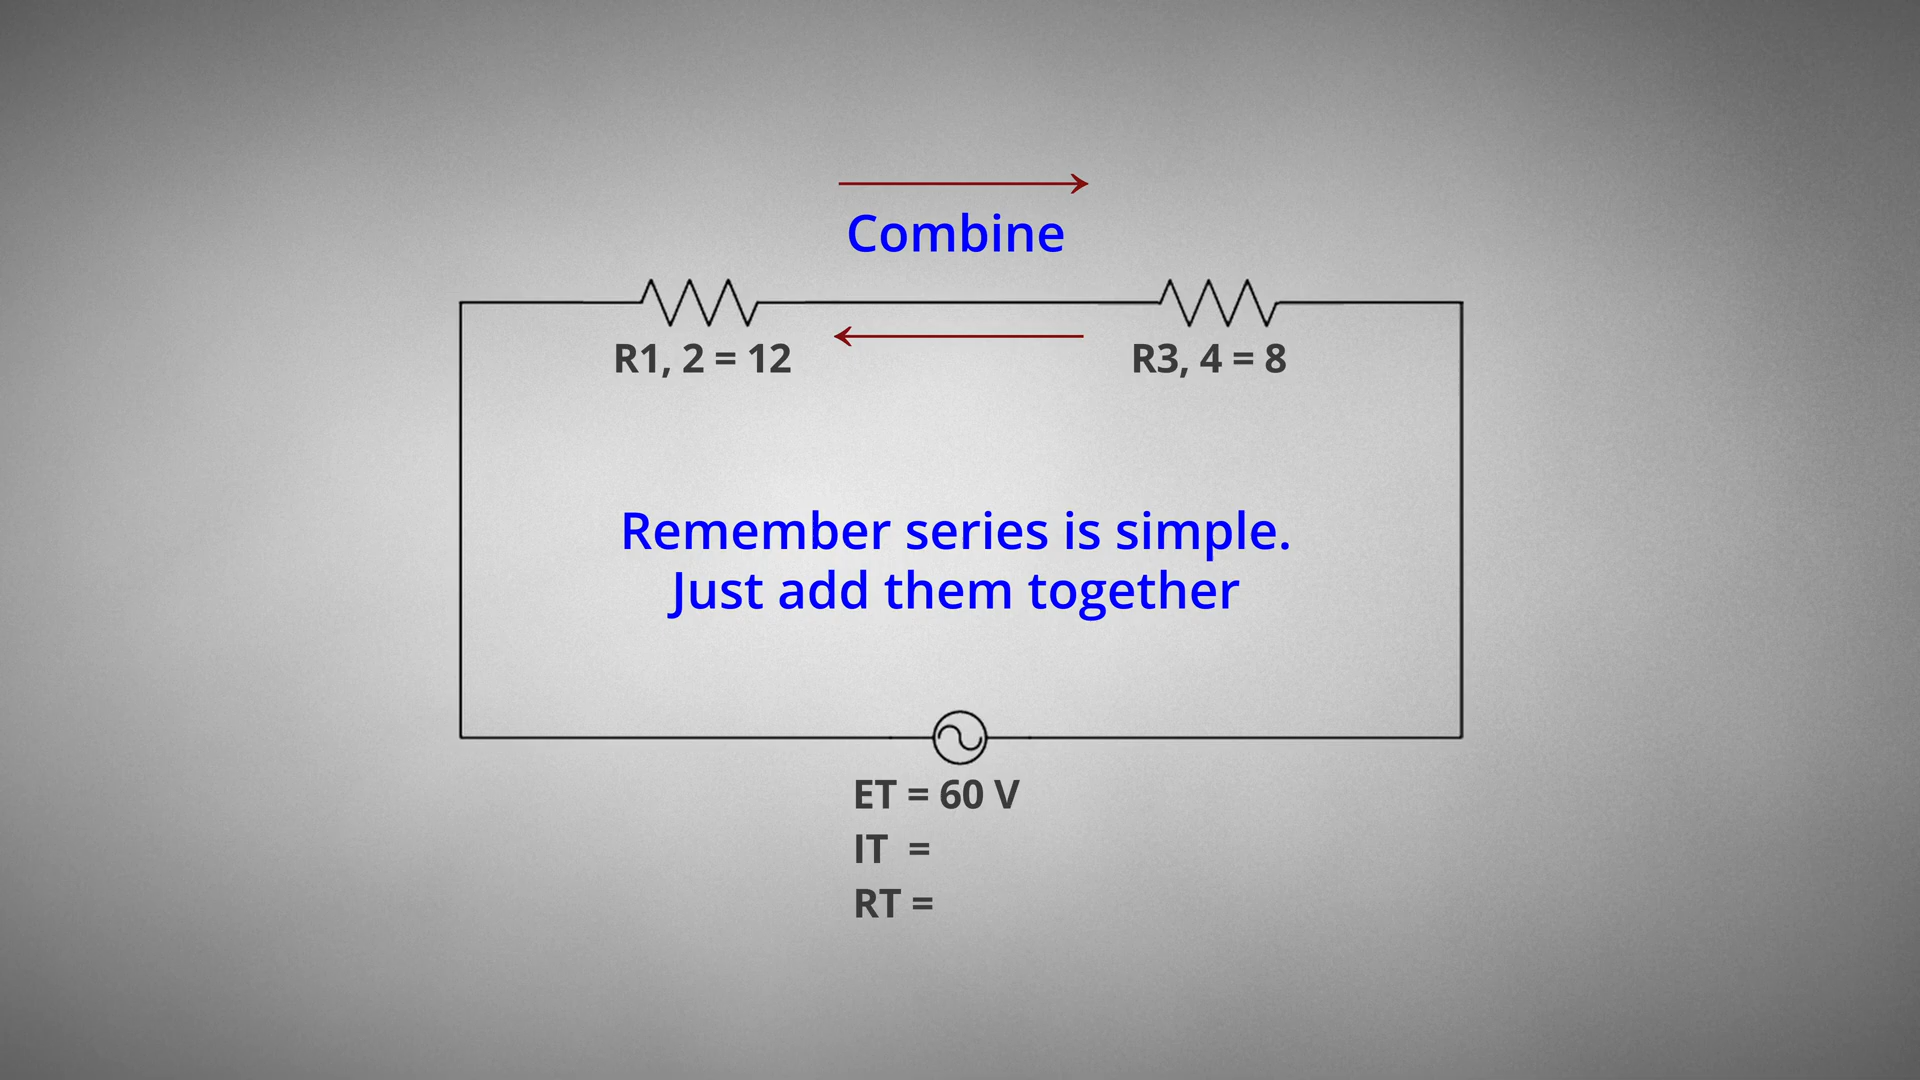 Combine
R1, 2 = 12
R3, 4 = 8
Remember series is simple.
Just add them together
ET = 60 V
IT =
RT =